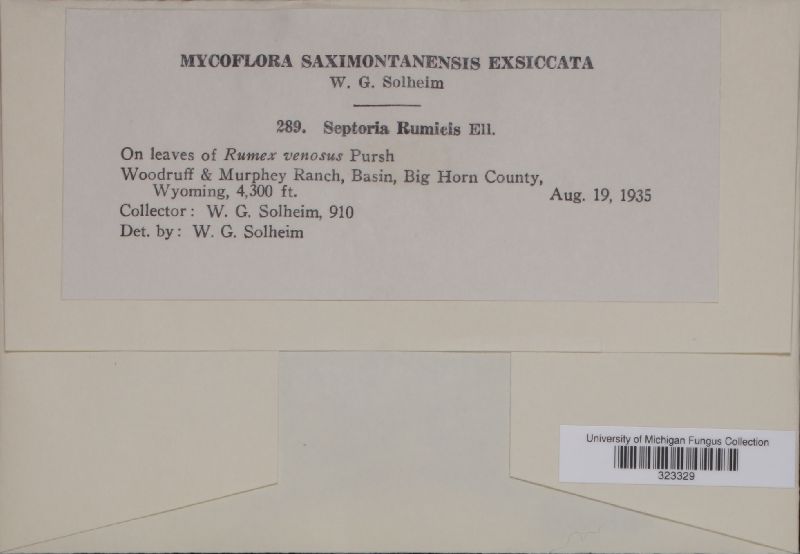 MYCOFLORA SAXIMONTANENSIS EXSICCATA
W. G. Solheim
289. Septoria Rumicis Ell.
On leaves of Rumex venosus Pursh
Woodruff & Murphey Ranch, Basin, Big Horn County,
Wyoming, 4,300 ft. Aug. 19, 1935
Collector: W. G. Solheim, 910
Det. by: W. G. Solheim
University of Michigan Fungus Collection
323329